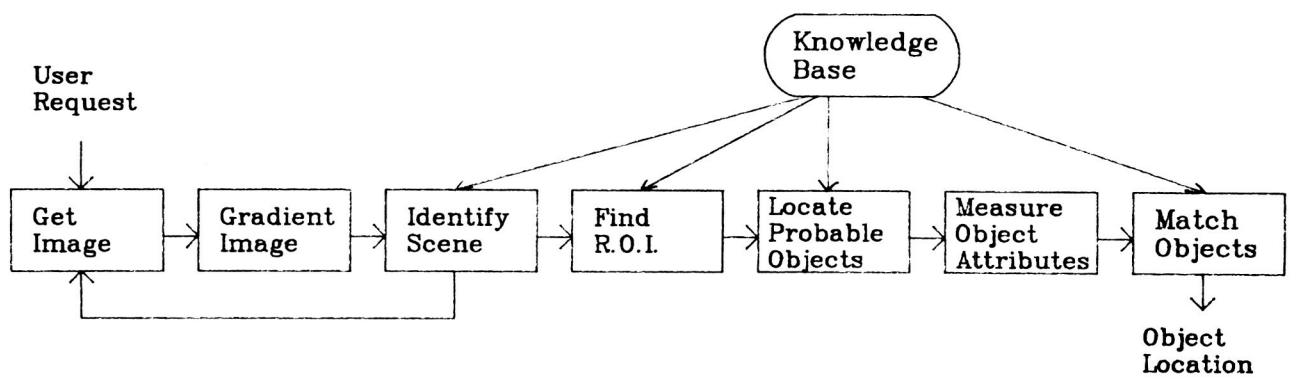 Knowledge
Base
User
Request
Get
Image
Gradient
Image
Identify
Scene
Find
R.O.I.
Locate
Probable
Objects
Measure
Object
Attributes
Match
Objects
Object
Location